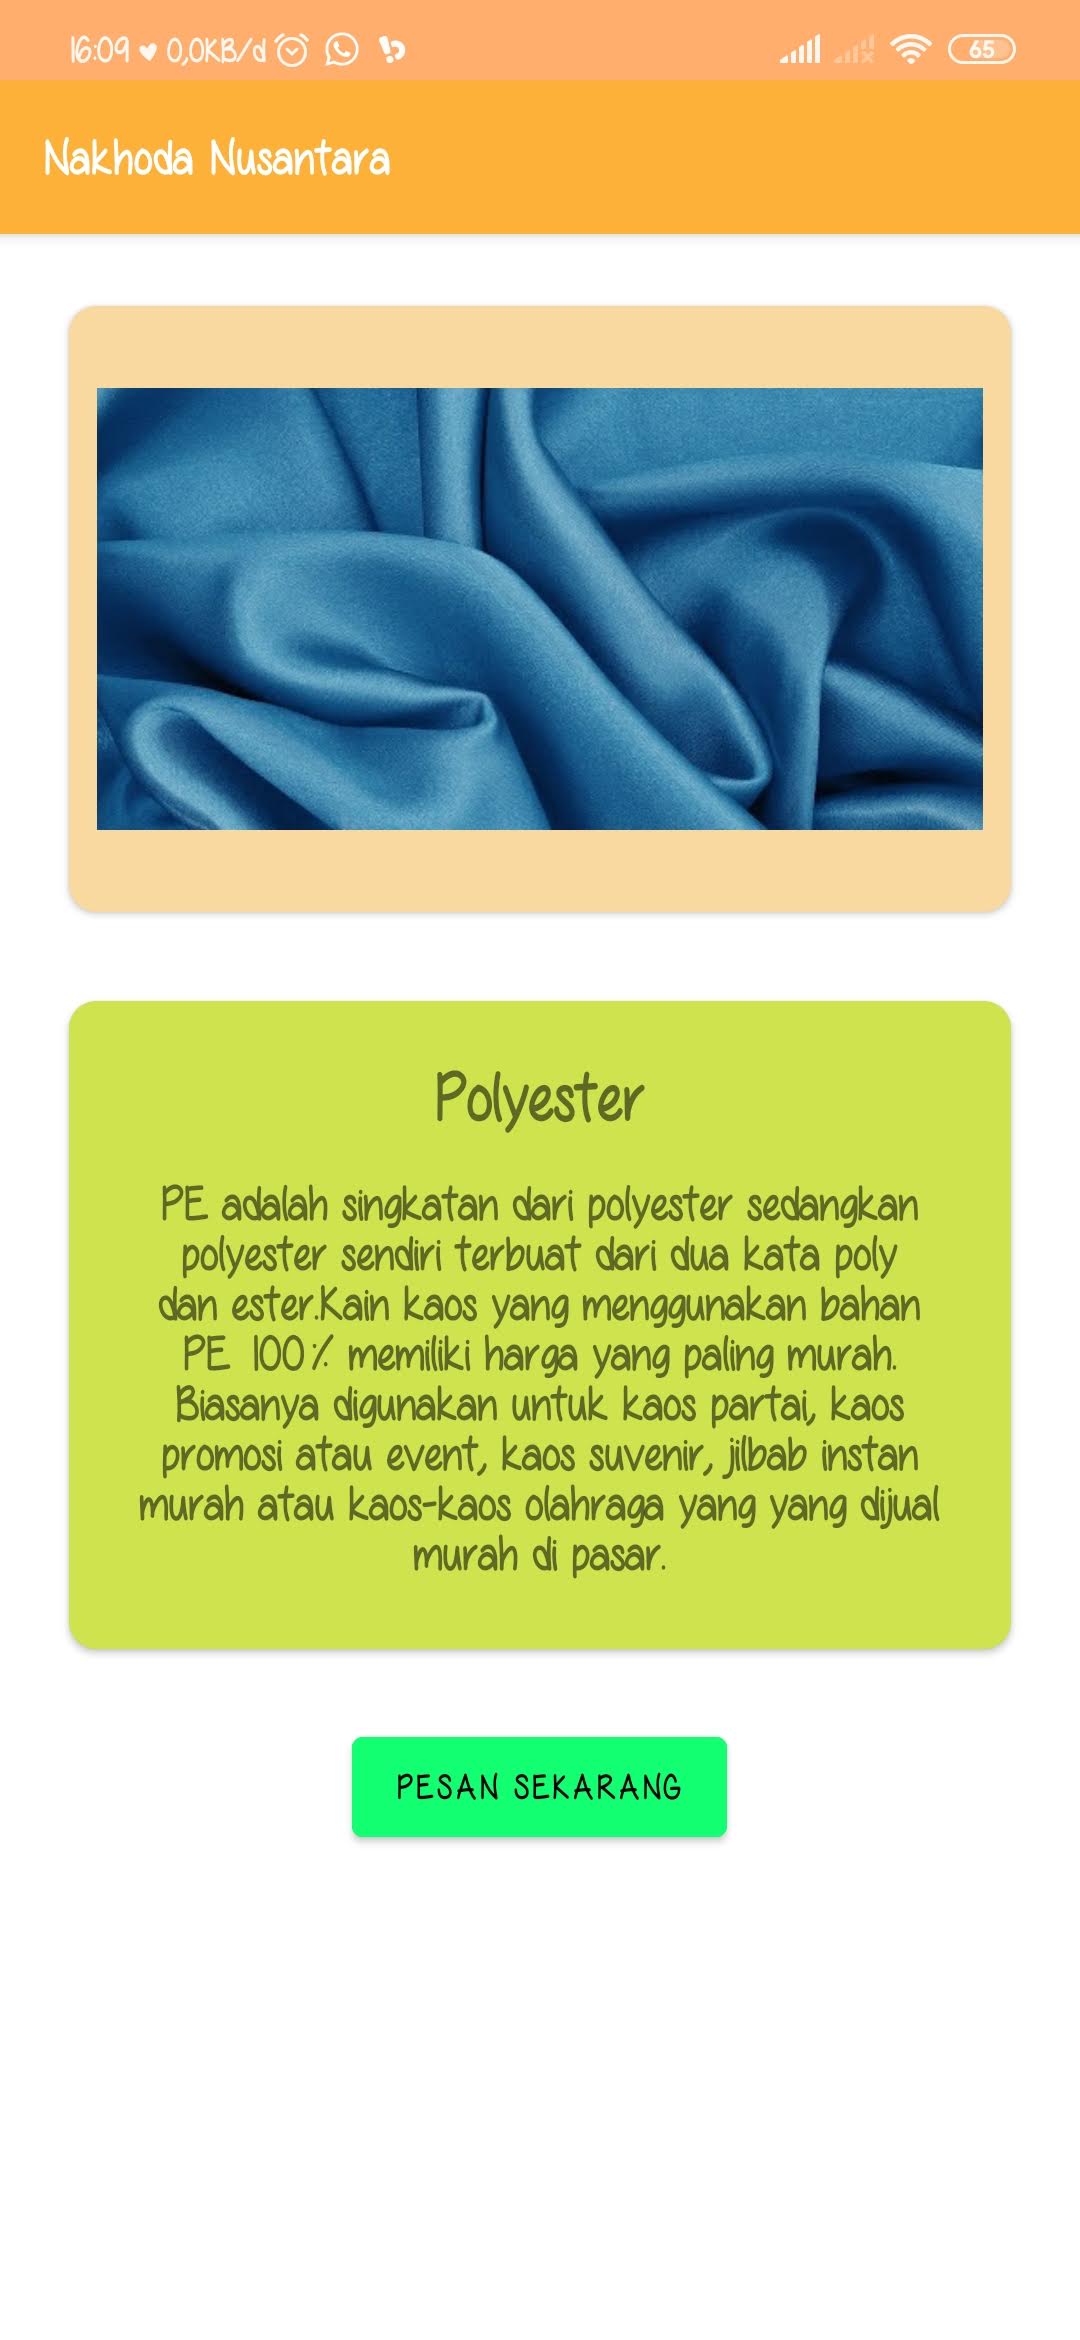 16:09 ♥ 0,0KB/d
65
Nakhoda Nusantara
Polyester
PE adalah singkatan dari polyester sedangkan
polyester sendiri terbuat dari dua kata poly
dan ester.Kain kaos yang menggunakan bahan
PE 100% memiliki harga yang paling murah.
Biasanya digunakan untuk kaos partai, kaos
promosi atau event, kaos suvenir, jilbab instan
murah atau kaos-kaos olahraga yang yang dijual
murah di pasar.
PESAN SEKARANG